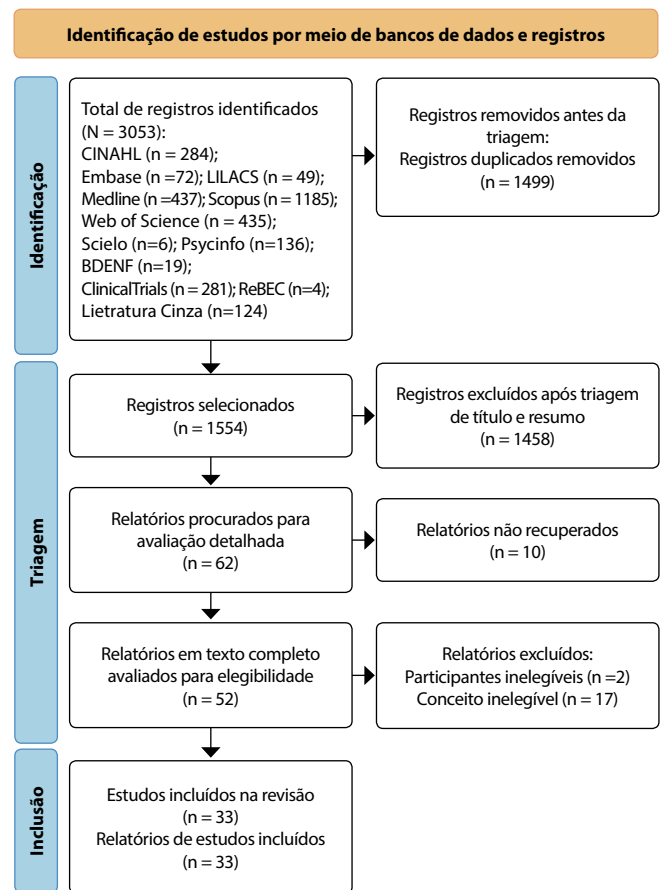 Identificação de estudos por meio de bancos de dados e registros
Identificação
Total de registros identificados
(N = 3053):
CINAHL (n = 284);
Embase (n =72); LILACS (n = 49);
Medline (n =437); Scopus (n = 1185);
Web of Science (n = 435);
Scielo (n=6); Psycinfo (n=136);
BDENF (n=19);
ClinicalTrials (n = 281); ReBEC (n=4);
Lietratura Cinza (n=124)
Registros removidos antes da
triagem:
Registros duplicados removidos
(n = 1499)
Triagem
Registros selecionados
(n = 1554)
Registros excluídos após triagem
de título e resumo
(n = 1458)
Relatórios procurados para
avaliação detalhada
(n = 62)
Relatórios não recuperados
(n = 10)
Relatórios em texto completo
avaliados para elegibilidade
(n = 52)
Relatórios excluídos:
Participantes inelegíveis (n =2)
Conceito inelegível (n = 17)
Inclusão
Estudos incluídos na revisão
(n = 33)
Relatórios de estudos incluídos
(n = 33)